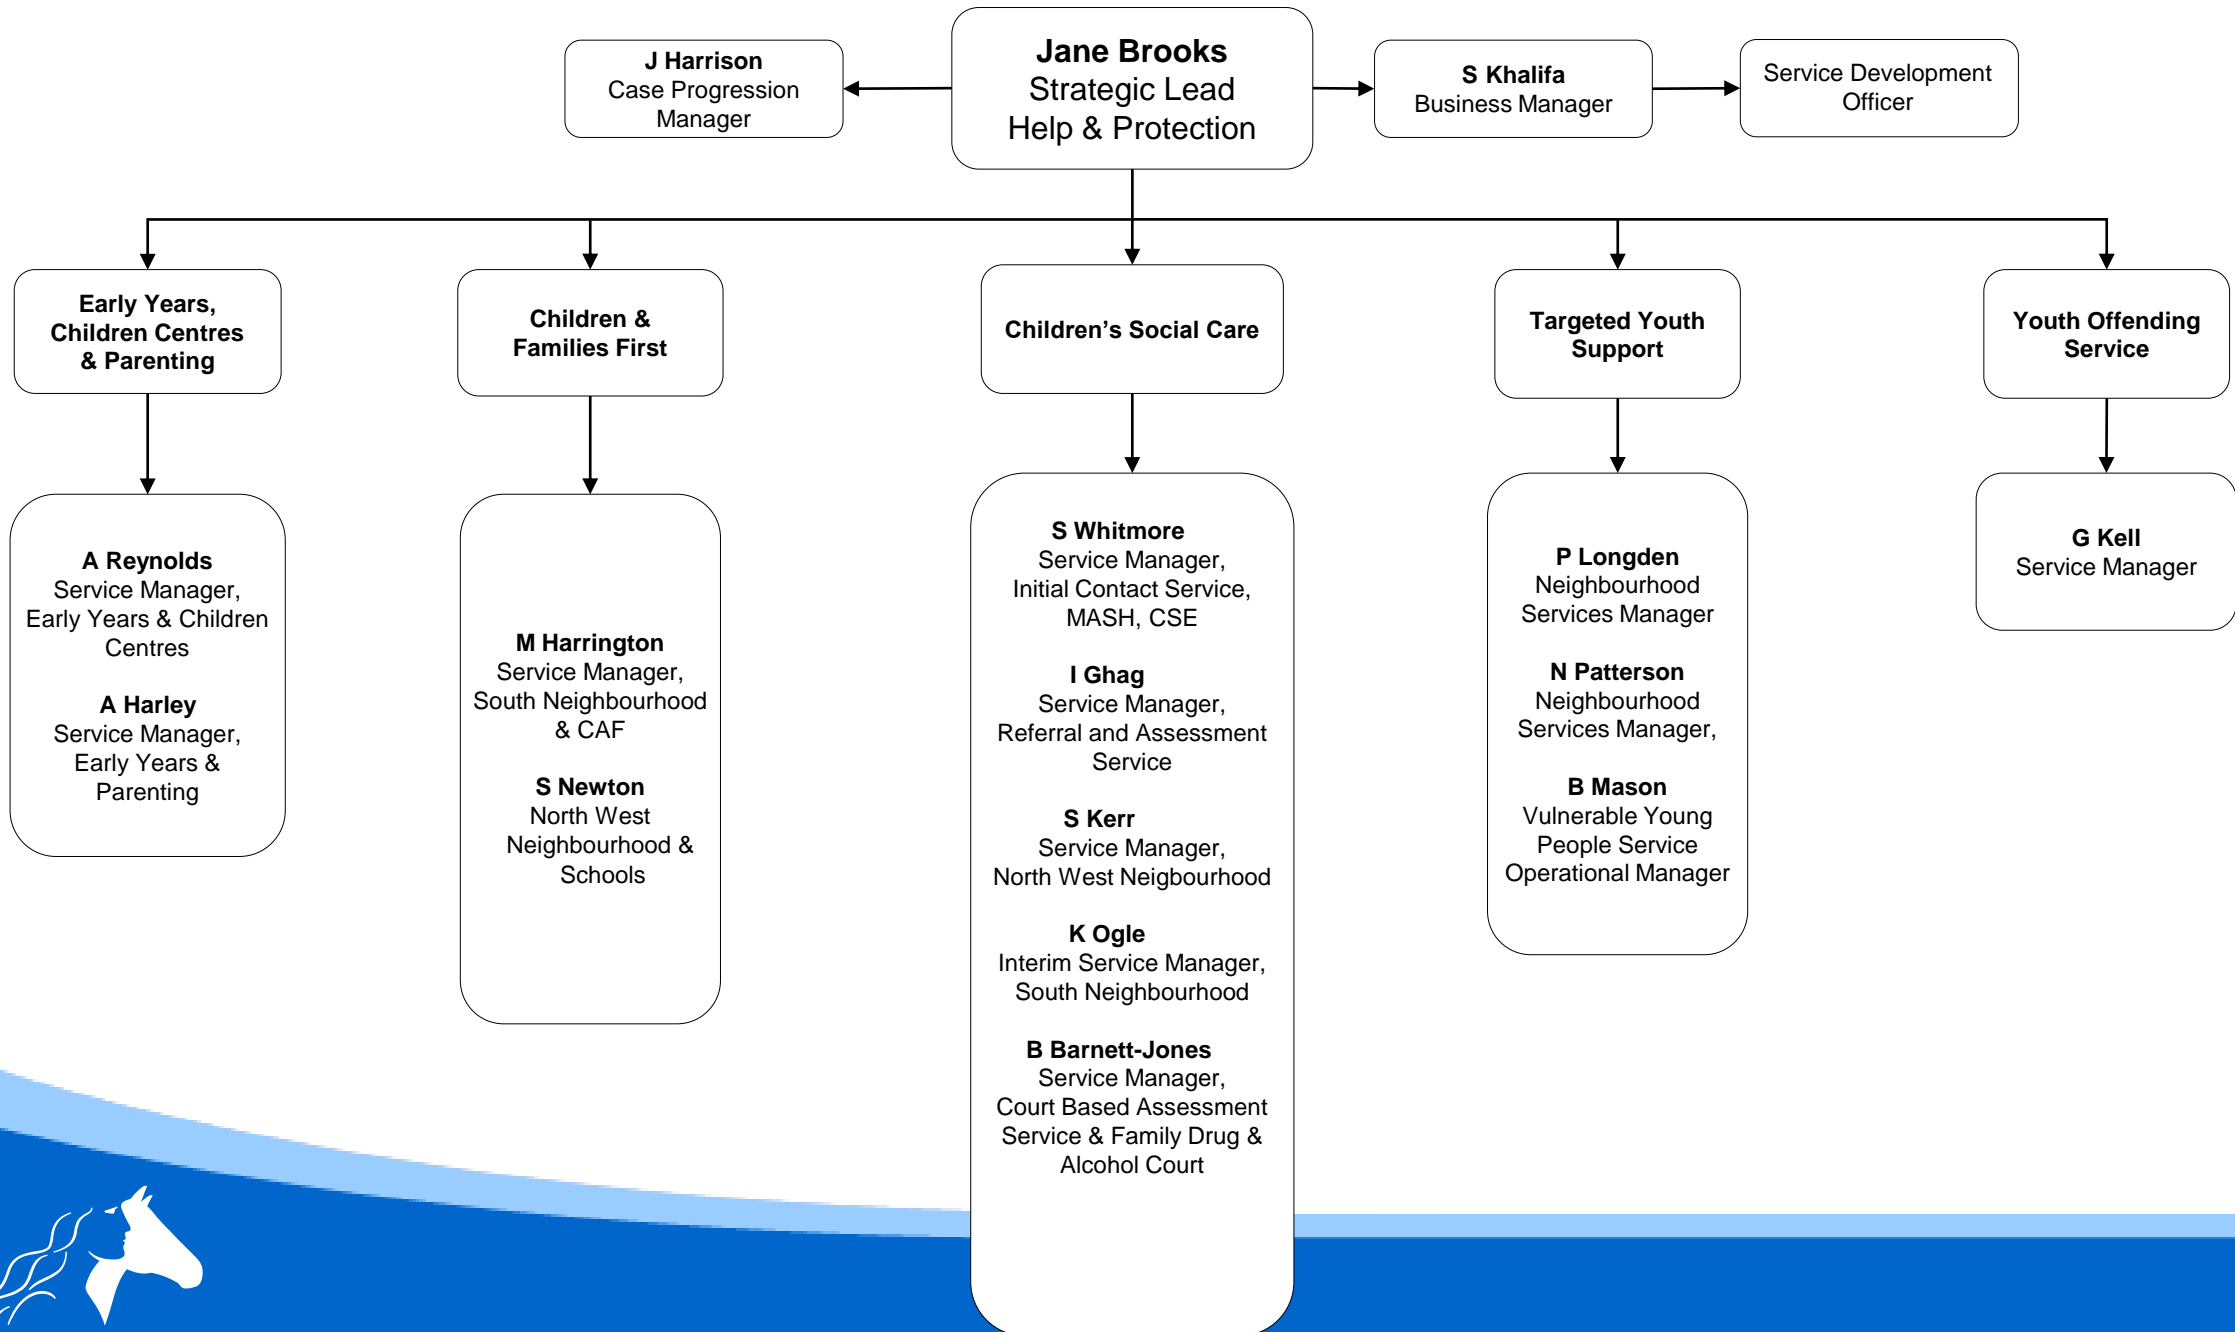 J Harrison
Case Progression
Manager
Jane Brooks
Strategic Lead
Help & Protection
S Khalifa
Business Manager
Service Development
Officer
Early Years,
Children Centres
& Parenting
Children &
Families First
Children’s Social Care
Targeted Youth
Support
Youth Offending
Service
A Reynolds
Service Manager,
Early Years & Children
Centres
A Harley
Service Manager,
Early Years &
Parenting
M Harrington
Service Manager,
South Neighbourhood
& CAF
S Newton
North West
Neighbourhood &
Schools
S Whitmore
Service Manager,
Initial Contact Service,
MASH, CSE
I Ghag
Service Manager,
Referral and Assessment
Service
S Kerr
Service Manager,
North West Neigbourhood
K Ogle
Interim Service Manager,
South Neighbourhood
B Barnett-Jones
Service Manager,
Court Based Assessment
Service & Family Drug &
Alcohol Court
P Longden
Neighbourhood
Services Manager
N Patterson
Neighbourhood
Services Manager,
B Mason
Vulnerable Young
People Service
Operational Manager
G Kell
Service Manager